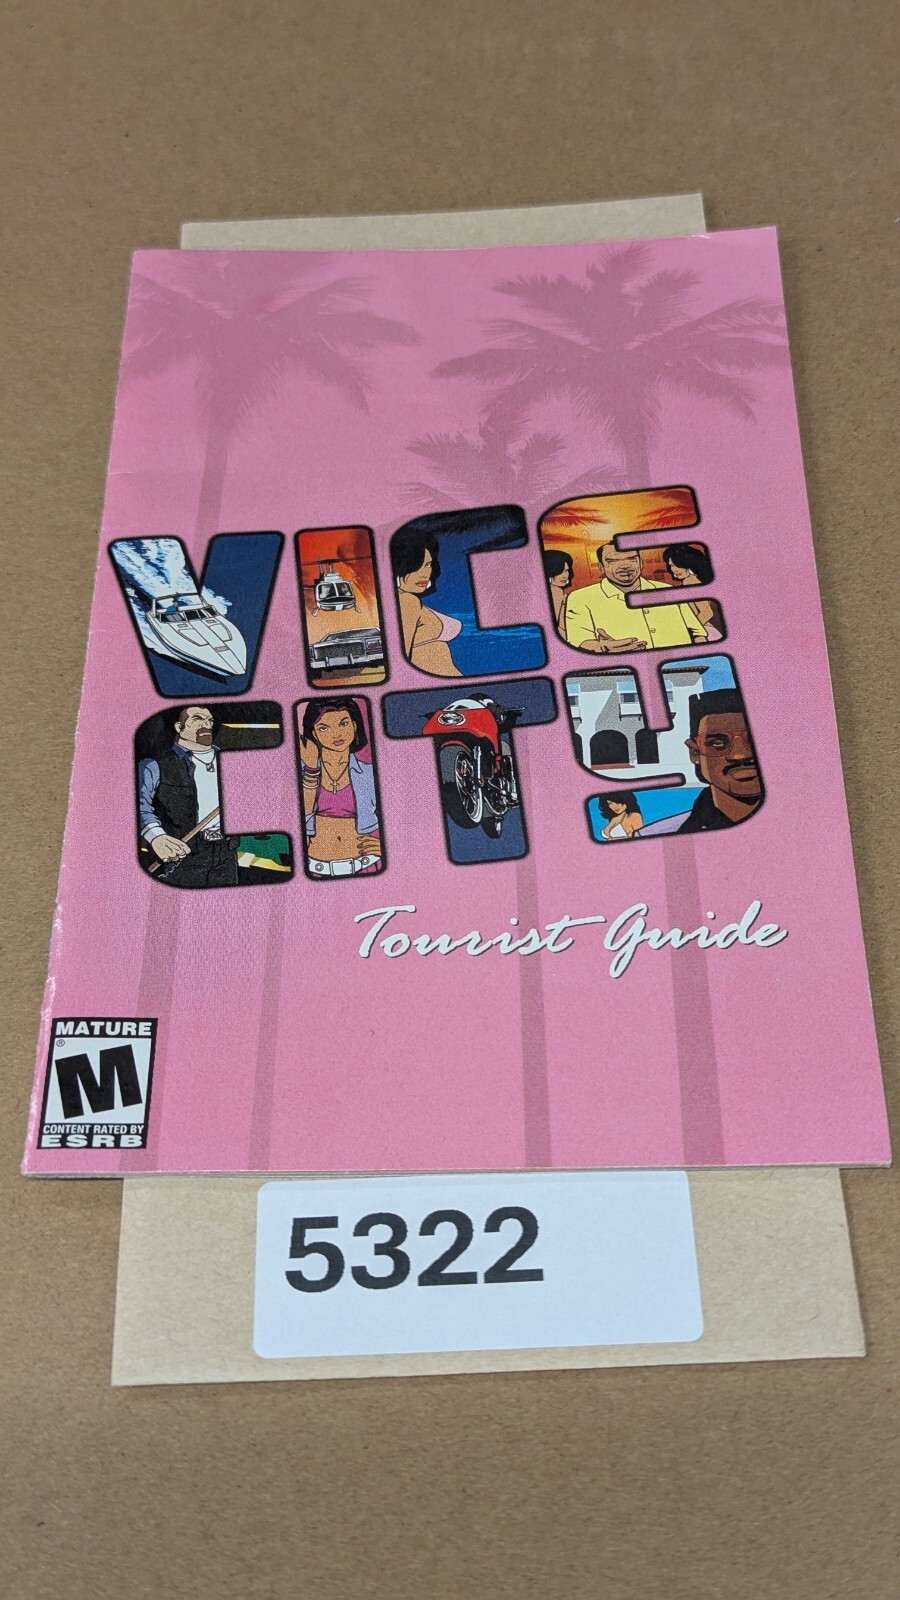 VICE
CITY
Tourist Guide
MATURE
M
®
CONTENT RATED BY
ESRB
5322